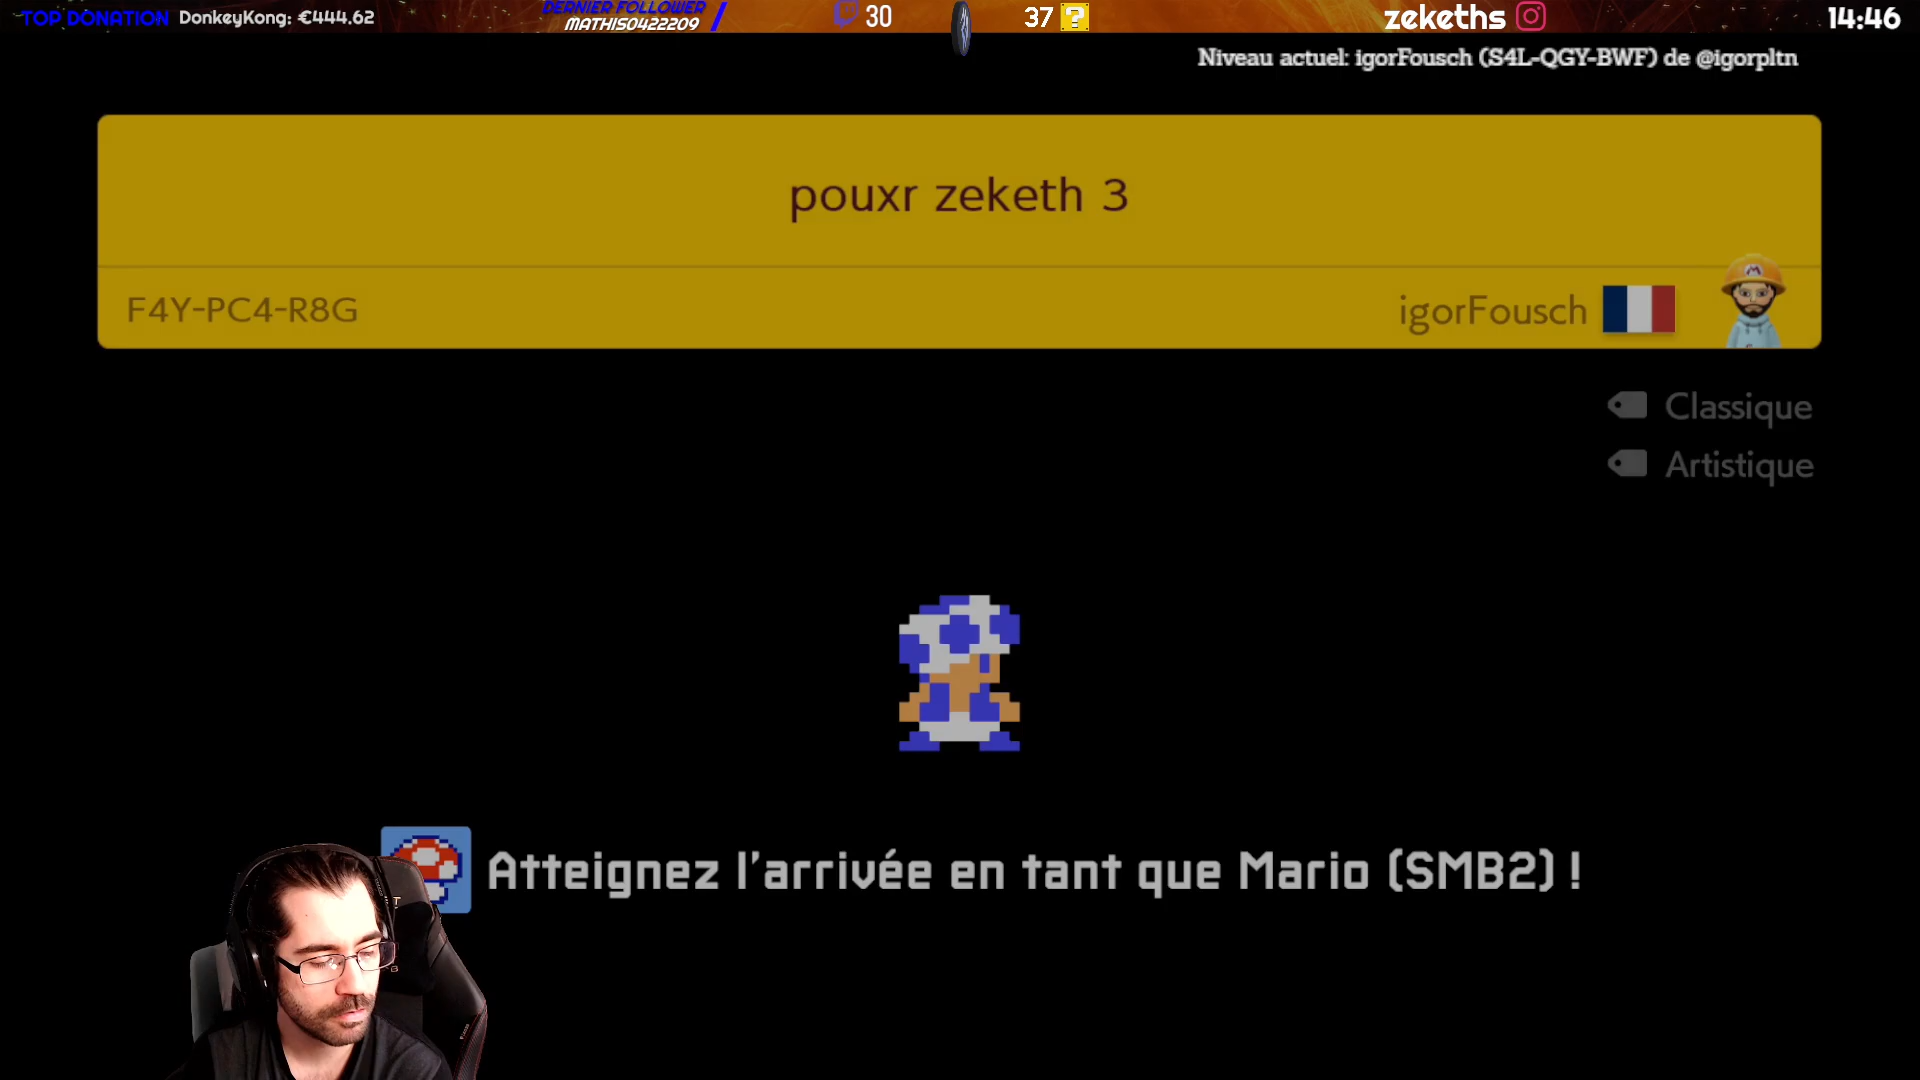 TOP DONATION DonkeyKong: €444.62
DERNIER FOLLOWER
MATHIS0422209
30
37
zekeths
14:46
Niveau actuel: igorFousch (S4L-QGY-BWF) de @igorpltn
pouxr zeketh 3
F4Y-PC4-R8G
igorFousch
Classique
Artistique
Atteignez l'arrivée en tant que Mario (SMB2) !